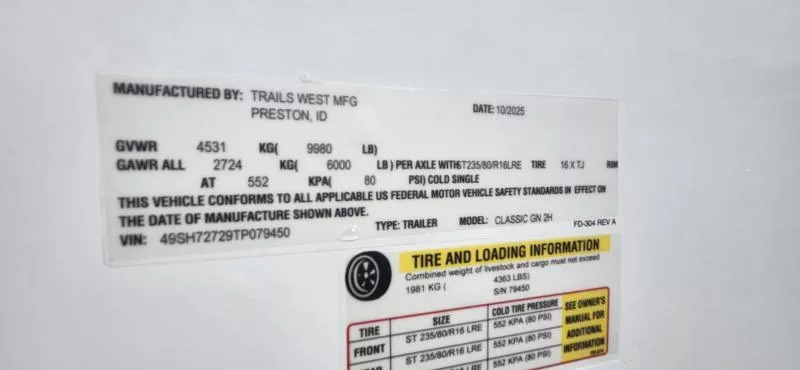 MANUFACTURED BY: TRAILS WEST MFG DATE: 10/2025
PRESTON, ID
GVWR 4531 KG( 9980 LB)
GAWR ALL 2724 KG( 6000 LB) PER AXLE WITH ST235/80/R16LRE TIRE 16 X TJ RIM
AT 552 KPA( 80 PSI) COLD SINGLE
THIS VEHICLE CONFORMS TO ALL APPLICABLE US FEDERAL MOTOR VEHICLE SAFETY STANDARDS IN EFFECT ON
THE DATE OF MANUFACTURE SHOWN ABOVE.
VIN: 49SH72729TP079450 TYPE: TRAILER MODEL: CLASSIC GN 2H FD-304 REV A
TIRE AND LOADING INFORMATION
Combined weight of livestock and cargo must not exceed
1981 KG ( 4363 LBS)
S/N 79450
TIRE SIZE COLD TIRE PRESSURE
FRONT ST 235/80/R16 LRE 552 KPA (80 PSI)
ST 235/80/R16 LRE 552 KPA (80 PSI)
552 KPA (80 PSI)
SEE OWNER'S
MANUAL FOR
ADDITIONAL
INFORMATION